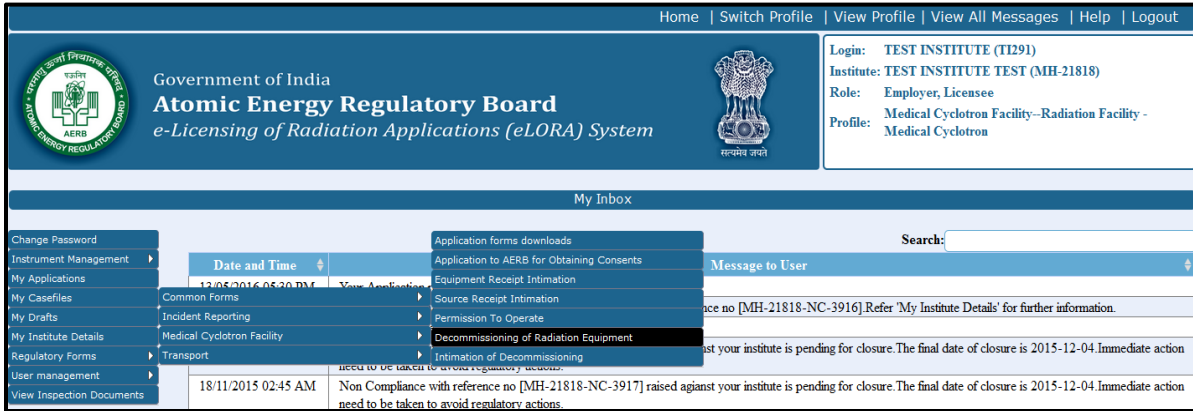 Home | Switch Profile | View Profile | View All Messages | Help | Logout
परमाणु ऊर्जा नियामक परिषद
AERB
ATOMIC ENERGY REGULATORY BOARD
Government of India
Atomic Energy Regulatory Board
e-Licensing of Radiation Applications (eLORA) System
सत्यमेव जयते
Login: TEST INSTITUTE (TI291)
Institute: TEST INSTITUTE TEST (MH-21818)
Role: Employer, Licensee
Profile: Medical Cyclotron Facility--Radiation Facility -
Medical Cyclotron
My Inbox
Search:
Change Password
Instrument Management
My Applications
My Casefiles
My Drafts
My Institute Details
Regulatory Forms
User management
View Inspection Documents
Common Forms
Incident Reporting
Medical Cyclotron Facility
Transport
Application forms downloads
Application to AERB for Obtaining Consents
Equipment Receipt Intimation
Source Receipt Intimation
Permission To Operate
Decommissioning of Radiation Equipment
Intimation of Decommissioning
Date and Time
Message to User
13/05/2016 05:30 PM Your Application
no [MH-21818-NC-3916].Refer 'My Institute Details' for further information.
your institute is pending for closure.The final date of closure is 2015-12-04.Immediate action
need to be taken to avoid regulatory actions.
18/11/2015 02:45 AM Non Compliance with reference no [MH-21818-NC-3917] raised agianst your institute is pending for closure.The final date of closure is 2015-12-04.Immediate action
need to be taken to avoid regulatory actions.